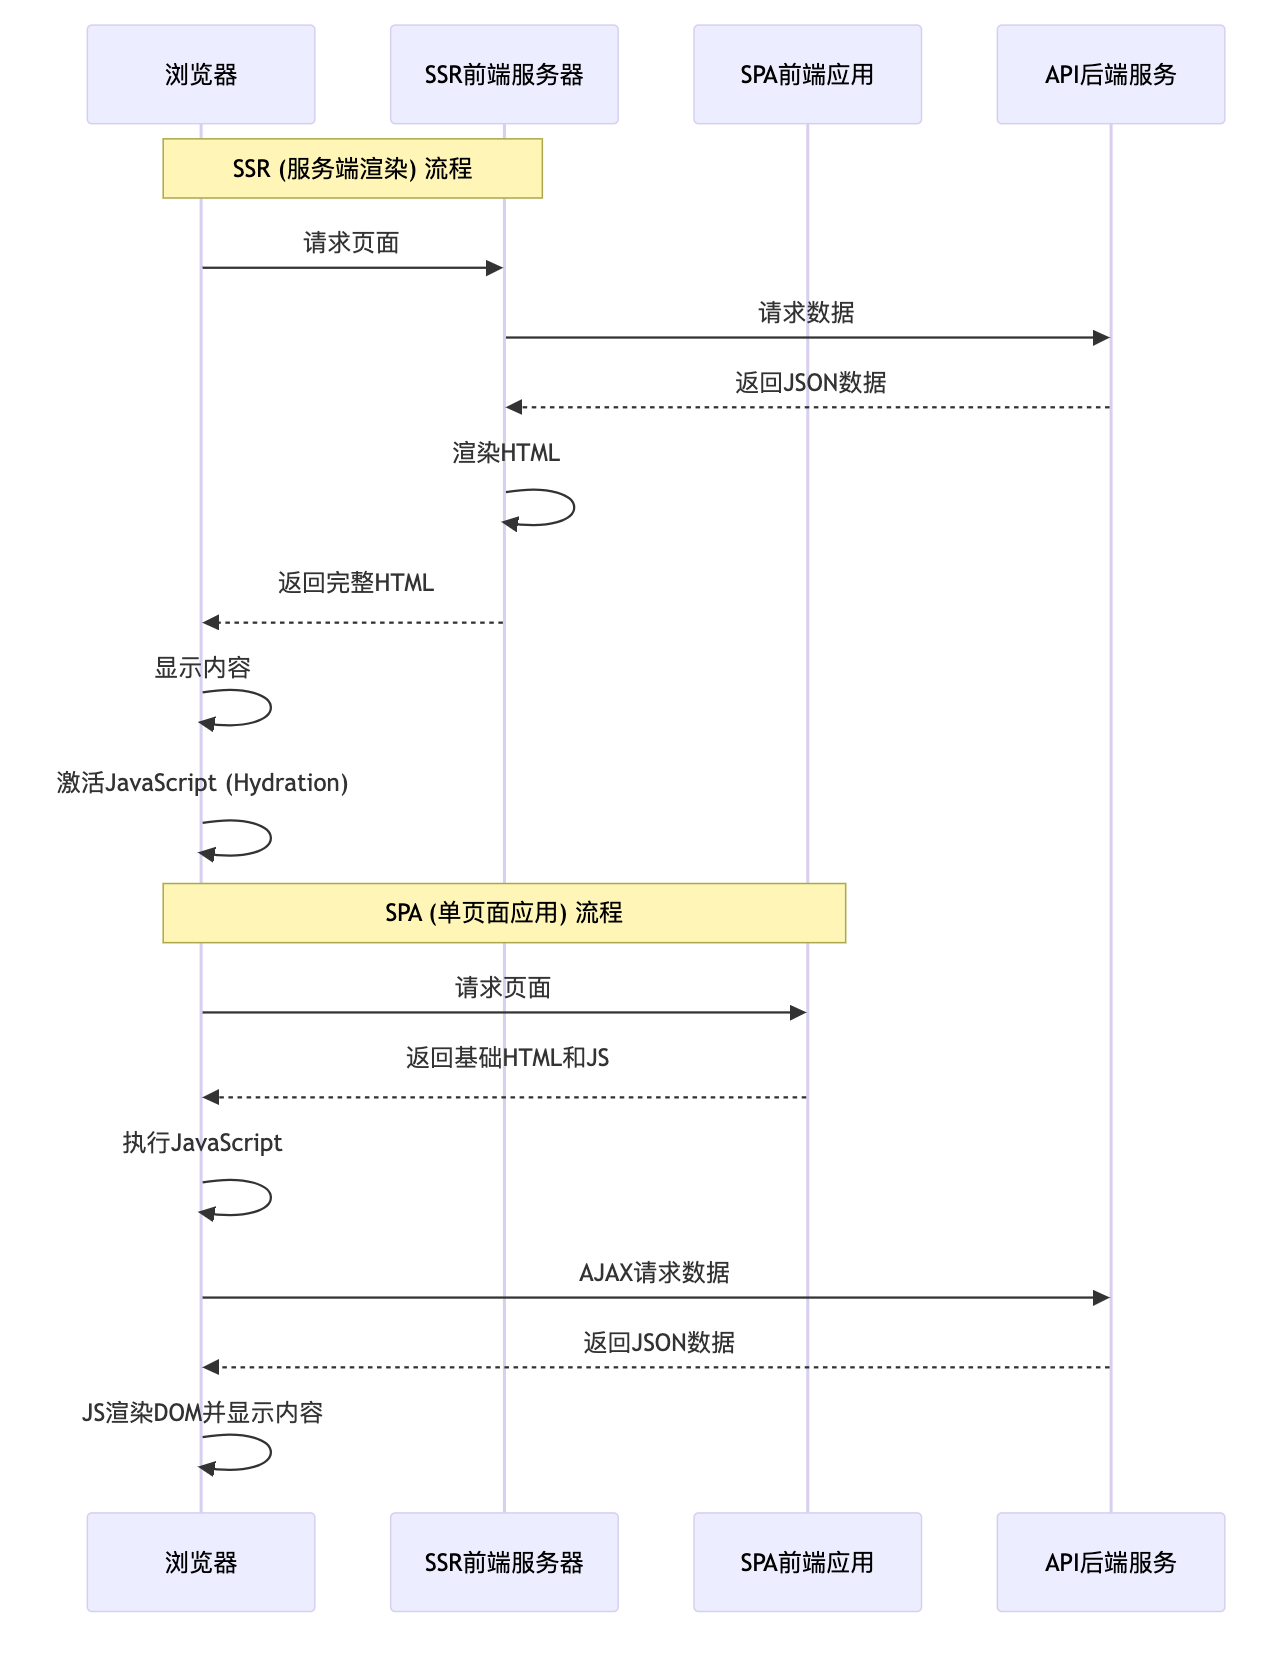 浏览器
SSR前端服务器
SPA前端应用
API后端服务
SSR (服务端渲染) 流程
请求页面
请求数据
返回JSON数据
渲染HTML
返回完整HTML
显示内容
激活JavaScript (Hydration)
SPA (单页面应用) 流程
请求页面
返回基础HTML和JS
执行JavaScript
AJAX请求数据
返回JSON数据
JS渲染DOM并显示内容
浏览器
SSR前端服务器
SPA前端应用
API后端服务